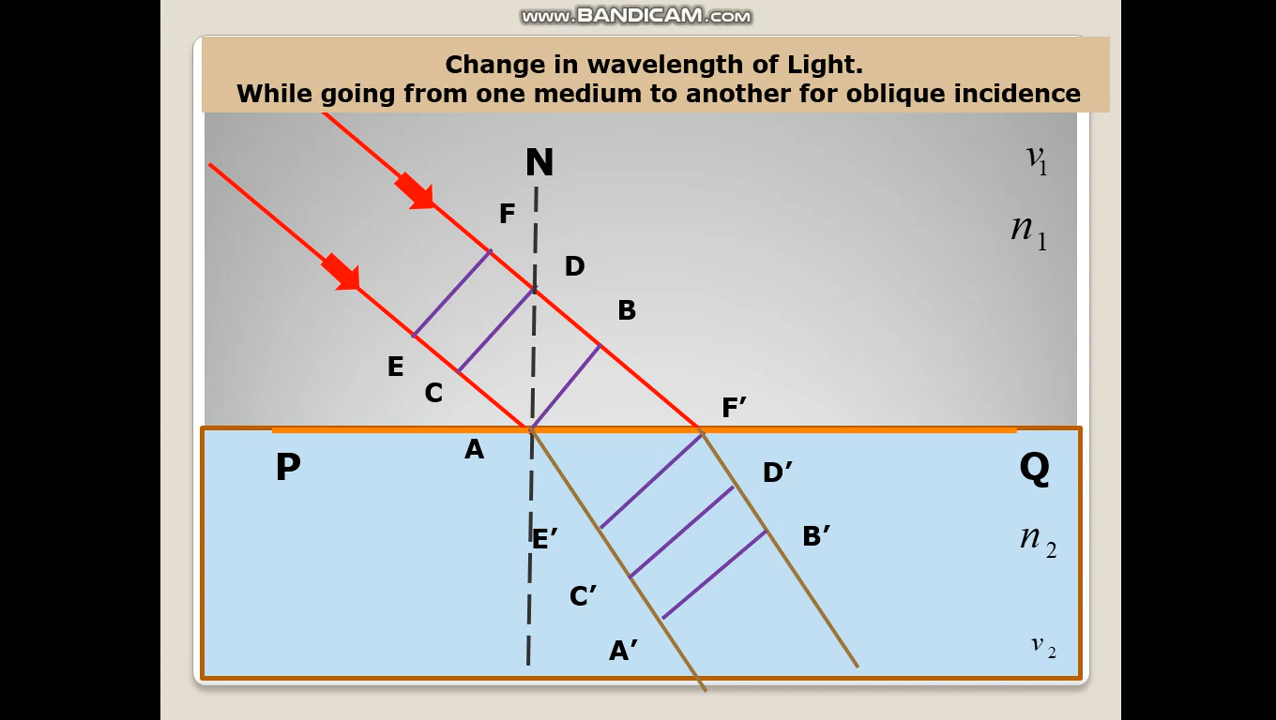 www.BANDICAM.com
Change in wavelength of Light.
While going from one medium to another for oblique incidence
N
v₁
F
n₁
D
B
E
C
F′
A
P
D′
Q
E′
B′
n₂
C′
A′
v₂